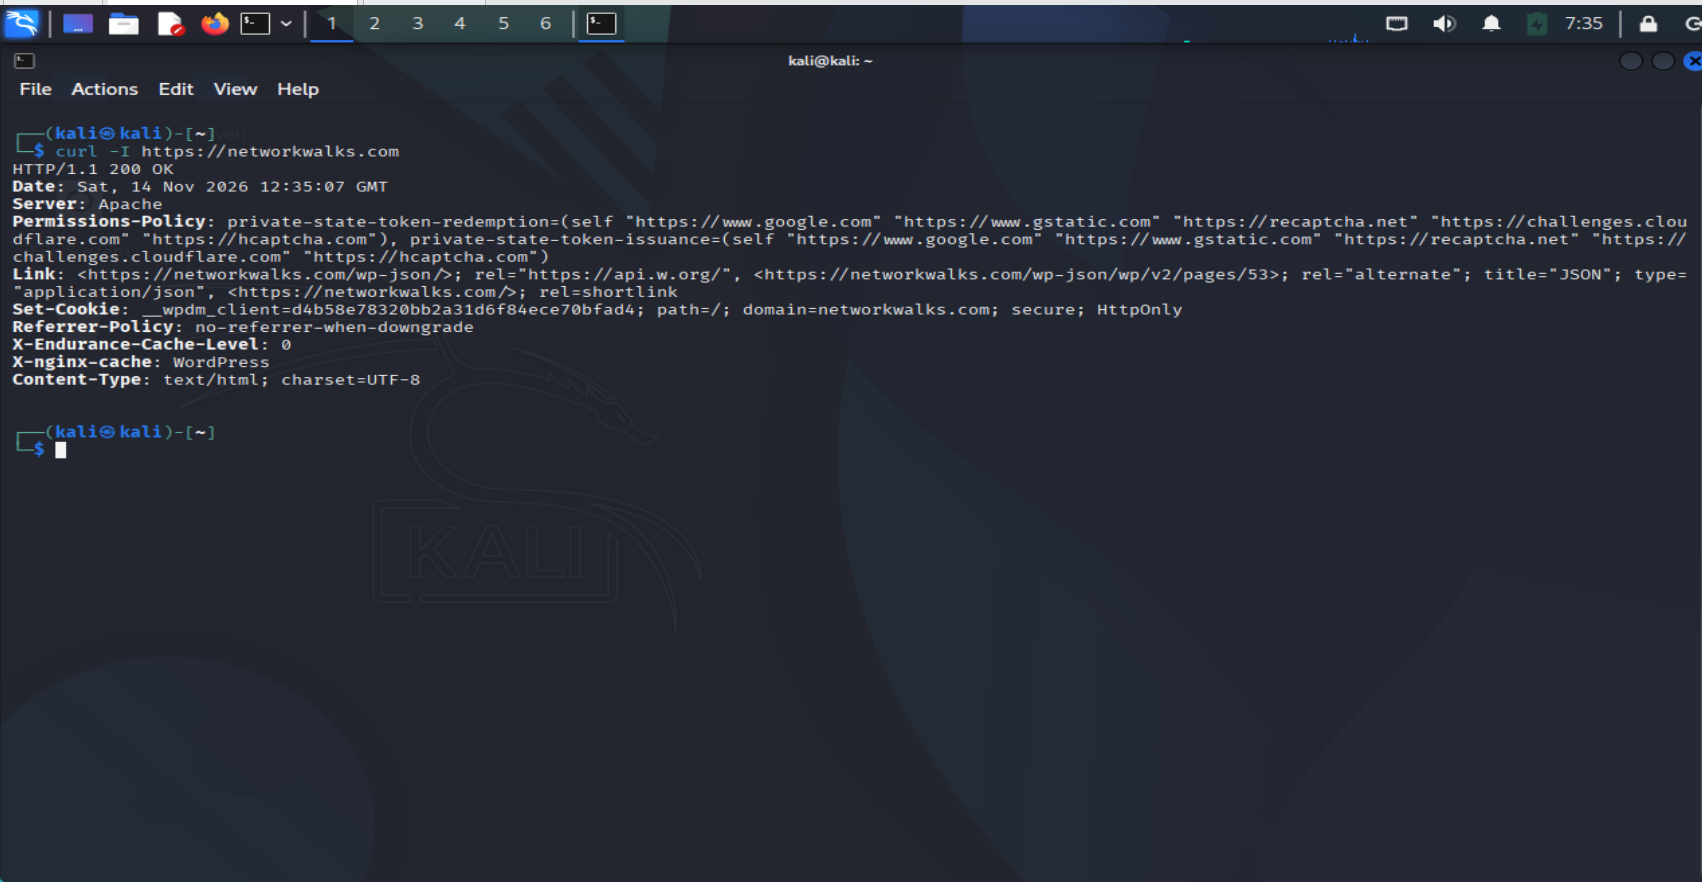 1 2 3 4 5 6 7:35
kali@kali: ~
File Actions Edit View Help
┌──(kali㉿kali)-[~]
└─$ curl -I https://networkwalks.com
HTTP/1.1 200 OK
Date: Sat, 14 Nov 2026 12:35:07 GMT
Server: Apache
Permissions-Policy: private-state-token-redemption=(self "https://www.google.com" "https://www.gstatic.com" "https://recaptcha.net" "https://challenges.clou
dflare.com" "https://hcaptcha.com"), private-state-token-issuance=(self "https://www.google.com" "https://www.gstatic.com" "https://recaptcha.net" "https://
challenges.cloudflare.com" "https://hcaptcha.com")
Link: <https://networkwalks.com/wp-json/>; rel="https://api.w.org/", <https://networkwalks.com/wp-json/wp/v2/pages/53>; rel="alternate"; title="JSON"; type=
"application/json", <https://networkwalks.com/>; rel=shortlink
Set-Cookie: __wpdm_client=d4b58e78320bb2a31d6f84ece70bfad4; path=/; domain=networkwalks.com; secure; HttpOnly
Referrer-Policy: no-referrer-when-downgrade
X-Endurance-Cache-Level: 0
X-nginx-cache: WordPress
Content-Type: text/html; charset=UTF-8
┌──(kali㉿kali)-[~]
└─$
KALI